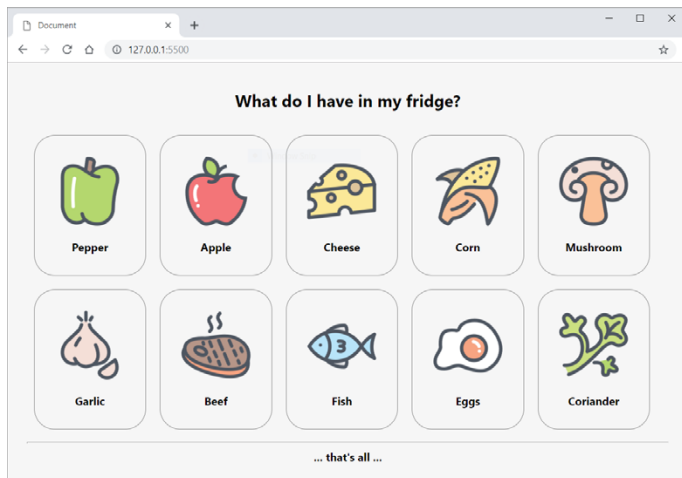 Document
127.0.0.1:5500
What do I have in my fridge?
Pepper Apple Cheese Corn Mushroom
Garlic Beef Fish Eggs Coriander
... that's all ...